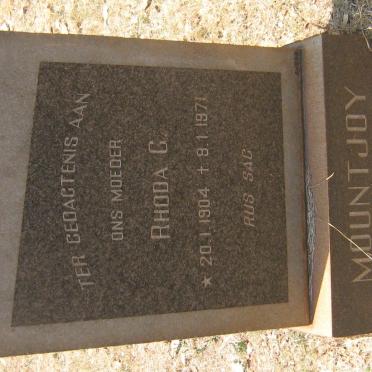 TER GEDAGTENIS AAN
ONS MOEDER
RHODA C.
* 20.1.1904 + 8.1.1971
RUS SAG
MOUNTJOY